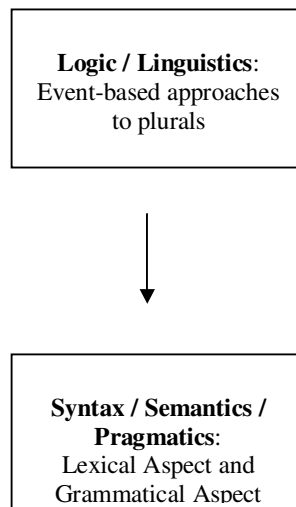 Logic / Linguistics:
Event-based approaches
to plurals
Syntax / Semantics /
Pragmatics:
Lexical Aspect and
Grammatical Aspect